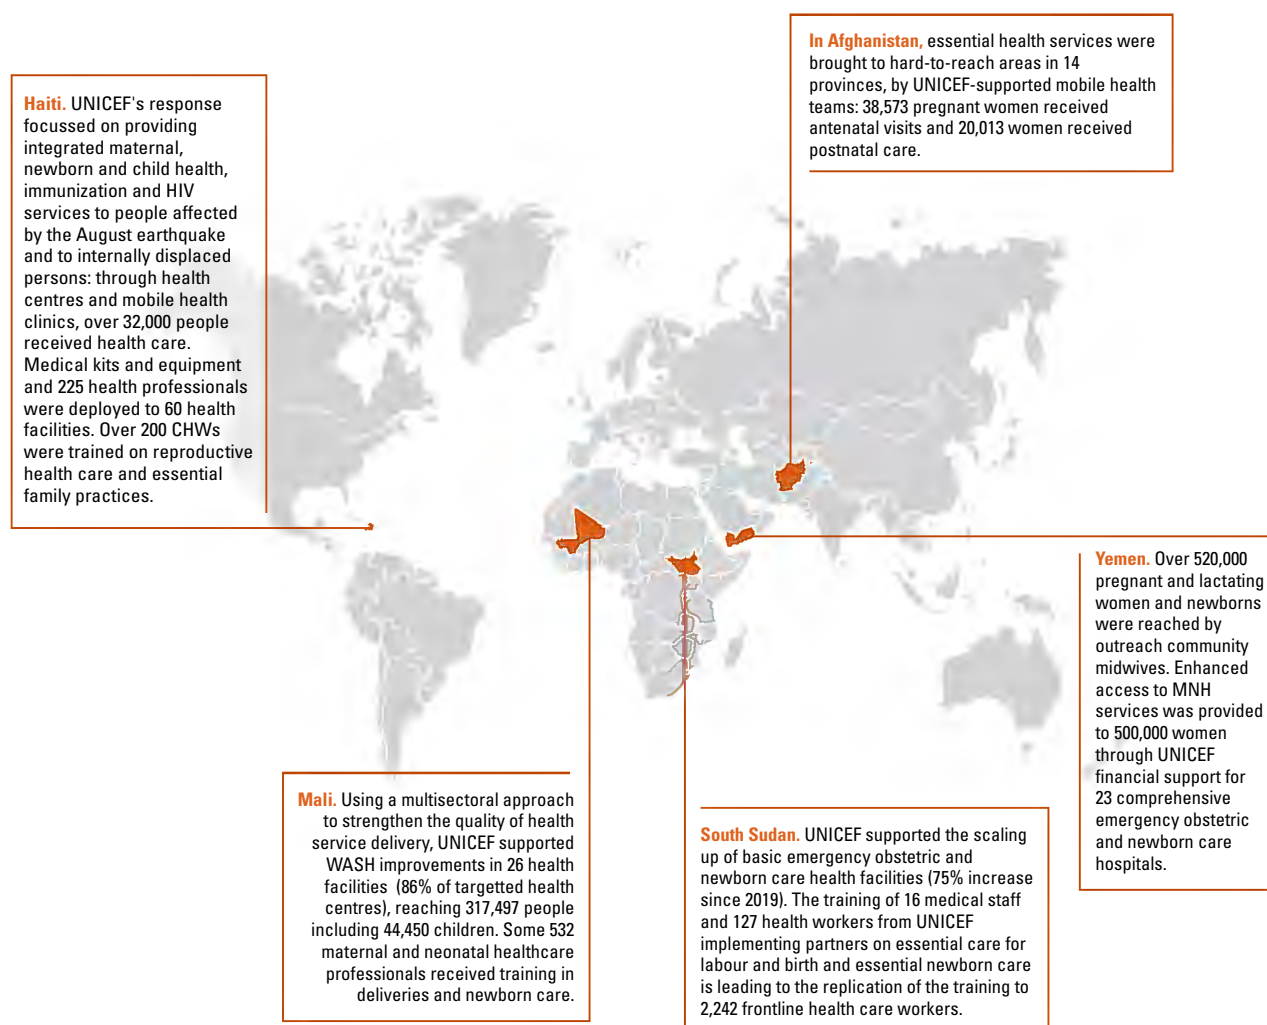 In Afghanistan, essential health services were
brought to hard-to-reach areas in 14
provinces, by UNICEF-supported mobile health
teams: 38,573 pregnant women received
antenatal visits and 20,013 women received
postnatal care.
Haiti. UNICEF's response
focussed on providing
integrated maternal,
newborn and child health,
immunization and HIV
services to people affected
by the August earthquake
and to internally displaced
persons: through health
centres and mobile health
clinics, over 32,000 people
received health care.
Medical kits and equipment
and 225 health professionals
were deployed to 60 health
facilities. Over 200 CHWs
were trained on reproductive
health care and essential
family practices.
Yemen. Over 520,000
pregnant and lactating
women and newborns
were reached by
outreach community
midwives. Enhanced
access to MNH
services was provided
to 500,000 women
through UNICEF
financial support for
23 comprehensive
emergency obstetric
and newborn care
hospitals.
Mali. Using a multisectoral approach
to strengthen the quality of health
service delivery, UNICEF supported
WASH improvements in 26 health
facilities (86% of targetted health
centres), reaching 317,497 people
including 44,450 children. Some 532
maternal and neonatal healthcare
professionals received training in
deliveries and newborn care.
South Sudan. UNICEF supported the scaling
up of basic emergency obstetric and
newborn care health facilities (75% increase
since 2019). The training of 16 medical staff
and 127 health workers from UNICEF
implementing partners on essential care for
labour and birth and essential newborn care
is leading to the replication of the training to
2,242 frontline health care workers.